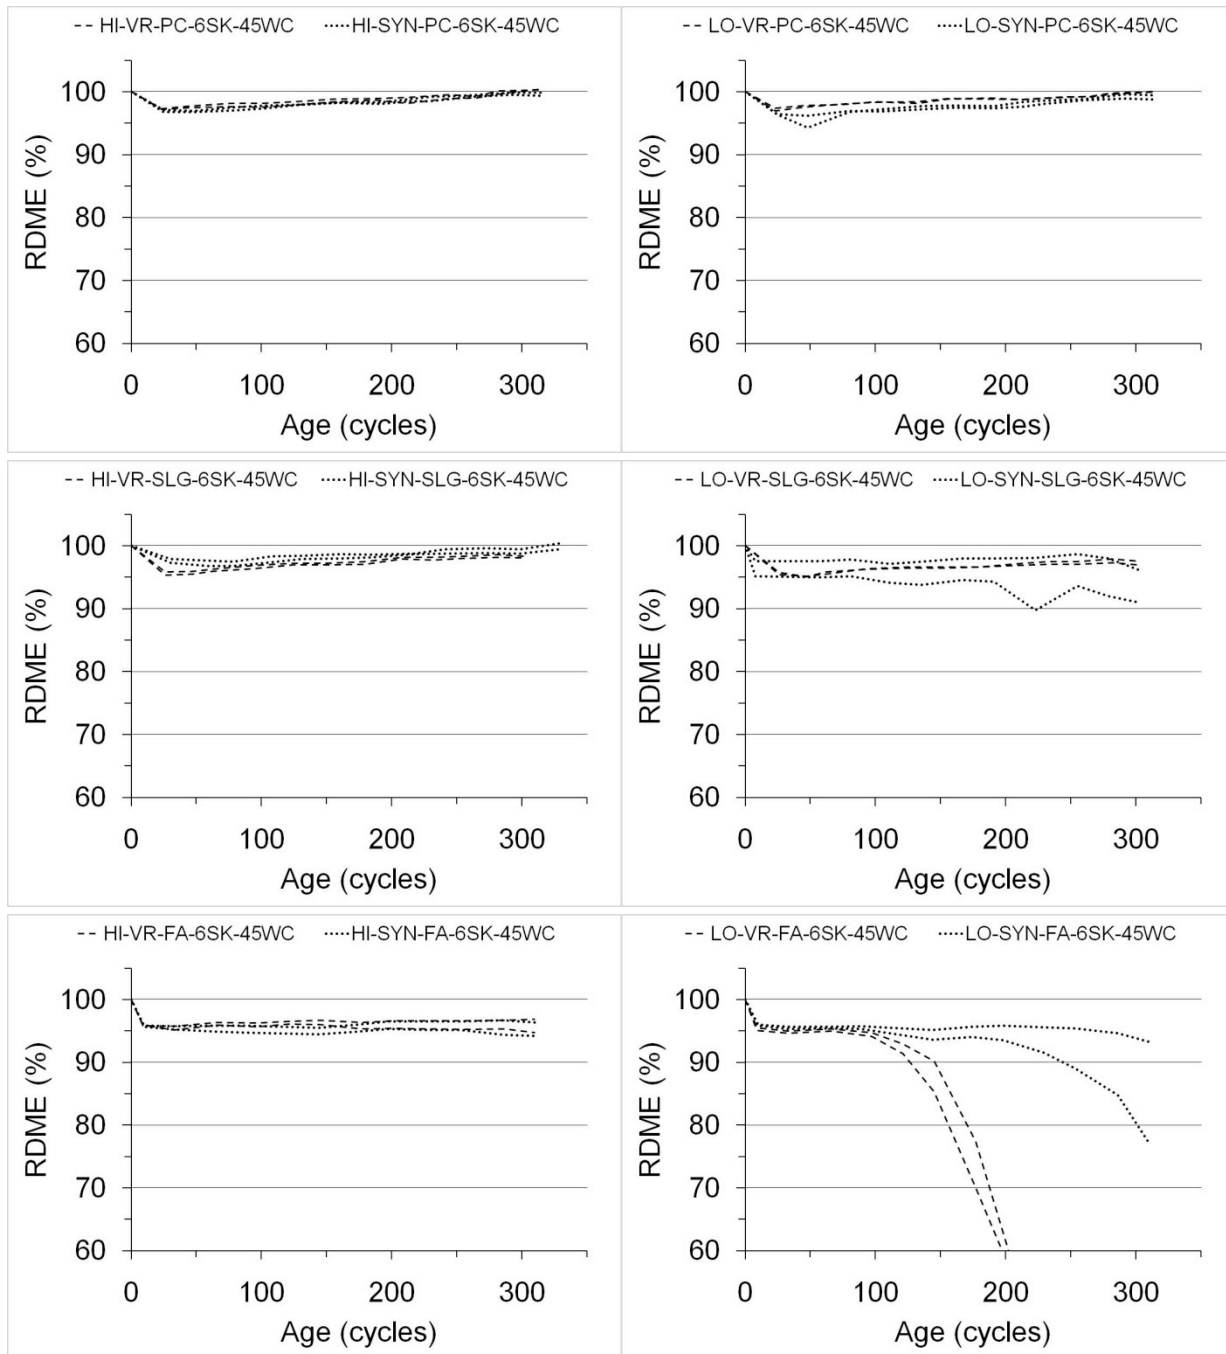 -- HI-VR-PC-6SK-45WC ······HI-SYN-PC-6SK-45WC
100
90
80
70
60
RDME (%)
0 100 200 300
Age (cycles)
-- LO-VR-PC-6SK-45WC ······LO-SYN-PC-6SK-45WC
100
90
80
70
60
RDME (%)
0 100 200 300
Age (cycles)
-- HI-VR-SLG-6SK-45WC ······HI-SYN-SLG-6SK-45WC
100
90
80
70
60
RDME (%)
0 100 200 300
Age (cycles)
-- LO-VR-SLG-6SK-45WC ······LO-SYN-SLG-6SK-45WC
100
90
80
70
60
RDME (%)
0 100 200 300
Age (cycles)
-- HI-VR-FA-6SK-45WC ······HI-SYN-FA-6SK-45WC
100
90
80
70
60
RDME (%)
0 100 200 300
Age (cycles)
-- LO-VR-FA-6SK-45WC ······LO-SYN-FA-6SK-45WC
100
90
80
70
60
RDME (%)
0 100 200 300
Age (cycles)